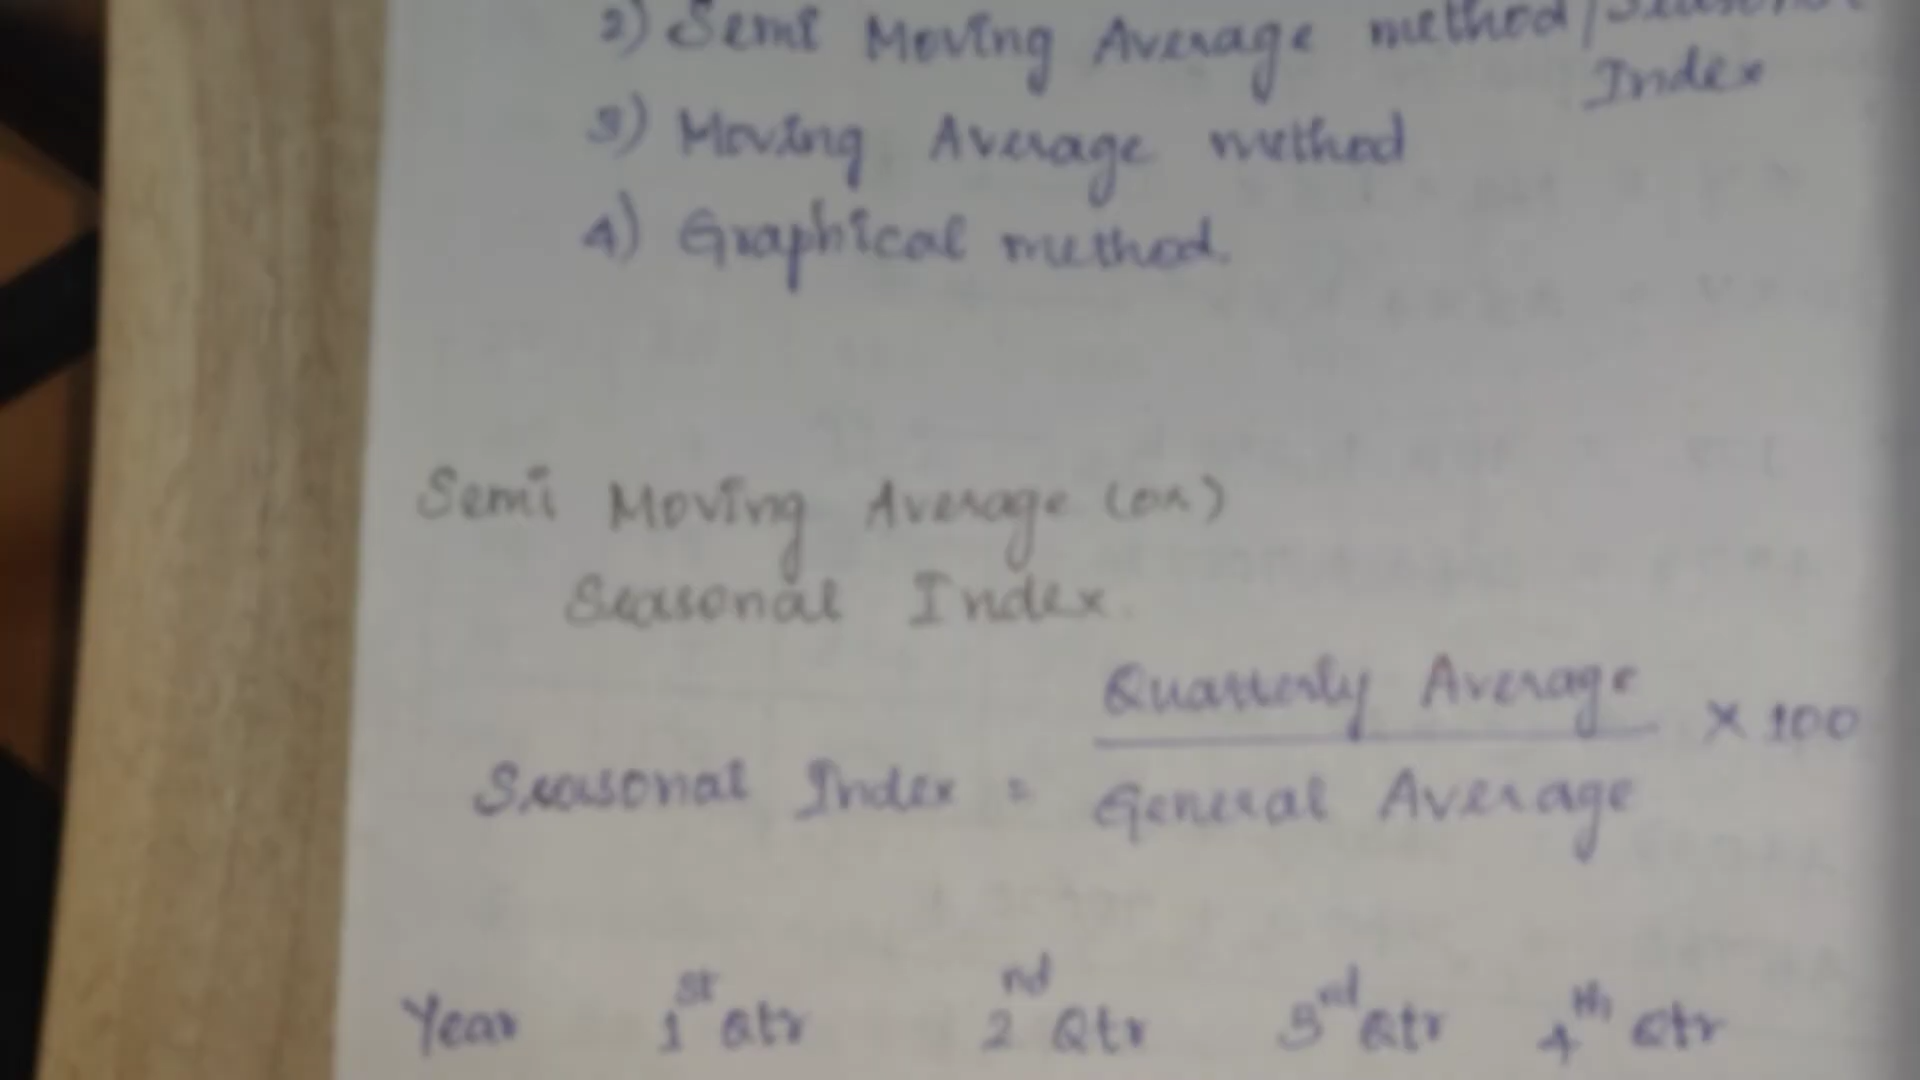 2) Semi Moving Average method/Seasonal
Index
3) Moving Average method
4) Graphical method.
Semi Moving Average (or)
Seasonal Index.
Quarterly Average
Seasonal Index = ――――― × 100
General Average
Year 1st Qtr 2nd Qtr 3rd Qtr 4th Qtr